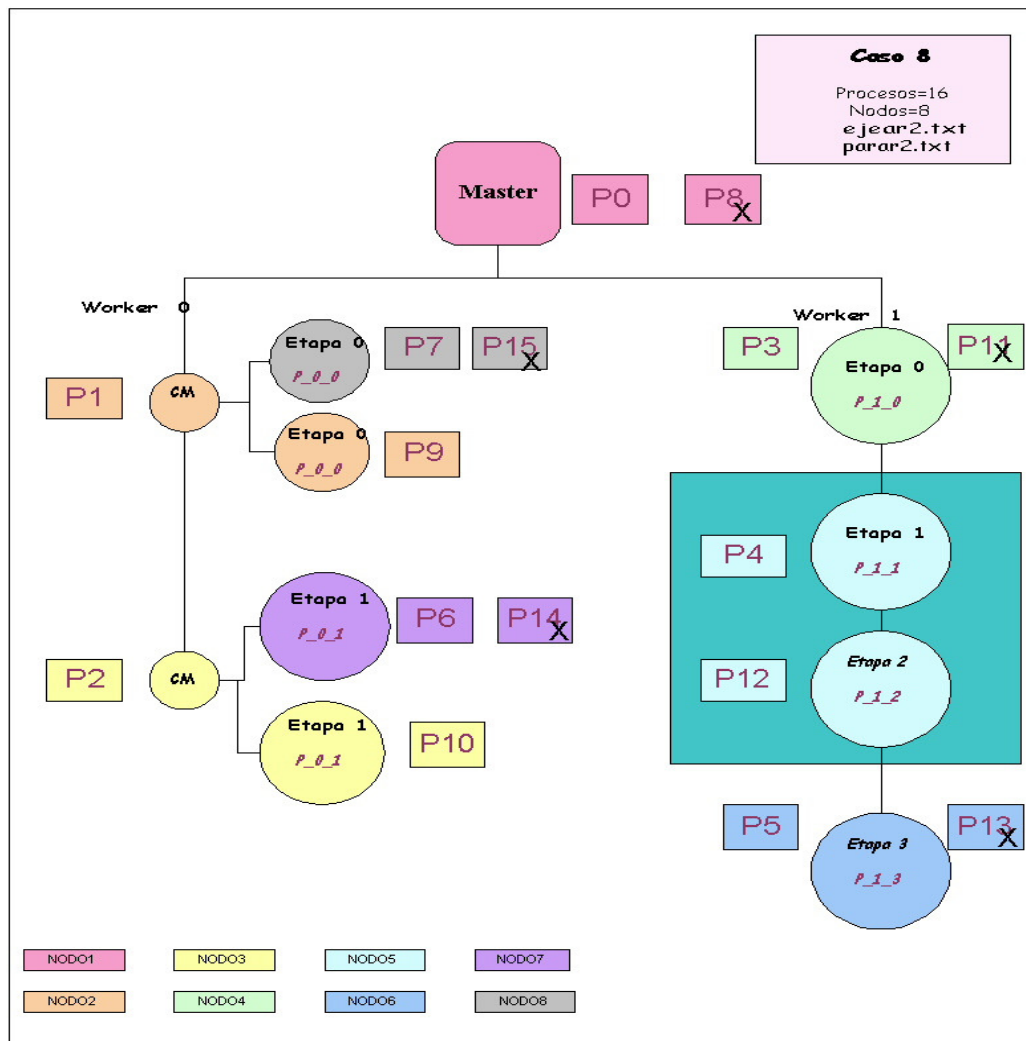 Caso 8
Procesos=16
Nodos=8
ejear2.txt
parar2.txt
Master
P0
P8
X
Worker 0
Worker 1
Etapa 0
P_0_0
P7
P15
X
P3
Etapa 0
P_1_0
P11
X
P1
CM
Etapa 0
P_0_0
P9
P4
Etapa 1
P_1_1
Etapa 1
P_0_1
P6
P14
X
P2
CM
P12
Etapa 2
P_1_2
Etapa 1
P_0_1
P10
P5
Etapa 3
P_1_3
P13
X
NODO1
NODO3
NODO5
NODO7
NODO2
NODO4
NODO6
NODO8